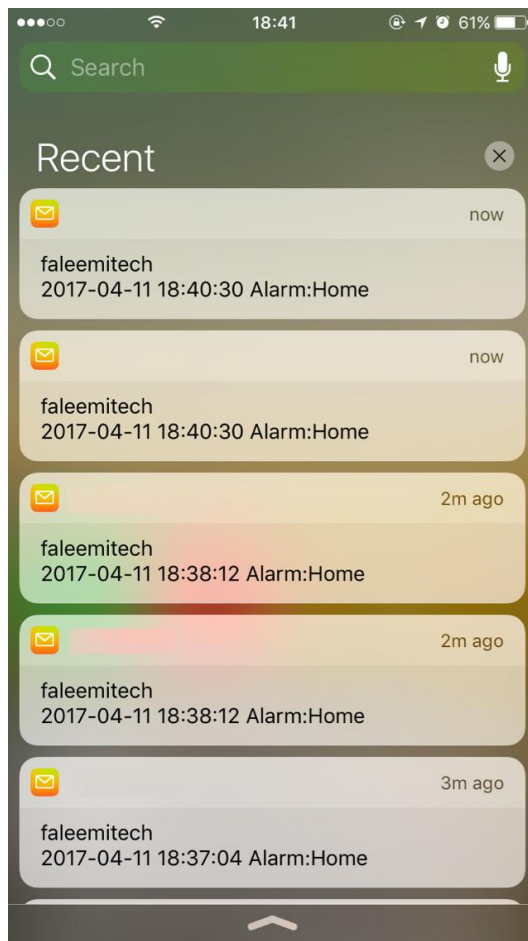 18:41
61%
Search
Recent
now
faleemitech
2017-04-11 18:40:30 Alarm:Home
now
faleemitech
2017-04-11 18:40:30 Alarm:Home
2m ago
faleemitech
2017-04-11 18:38:12 Alarm:Home
2m ago
faleemitech
2017-04-11 18:38:12 Alarm:Home
3m ago
faleemitech
2017-04-11 18:37:04 Alarm:Home